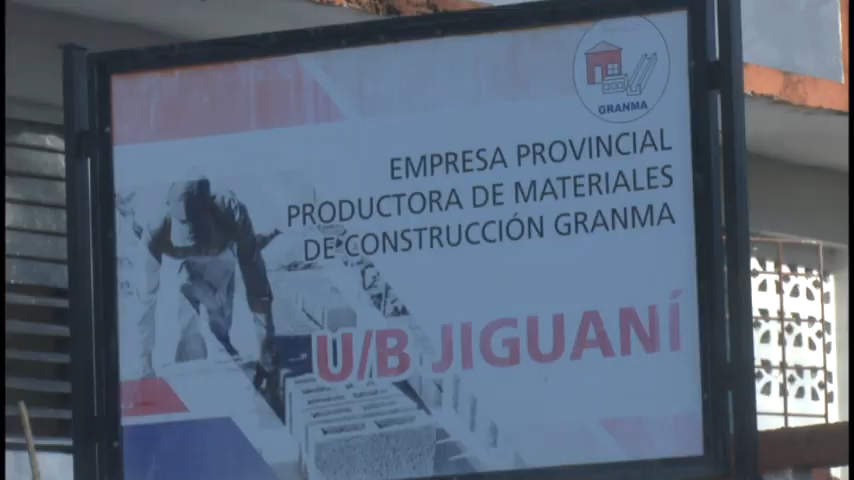 GRANMA
EMPRESA PROVINCIAL
PRODUCTORA DE MATERIALES
DE CONSTRUCCIÓN GRANMA
U/B JIGUANÍ